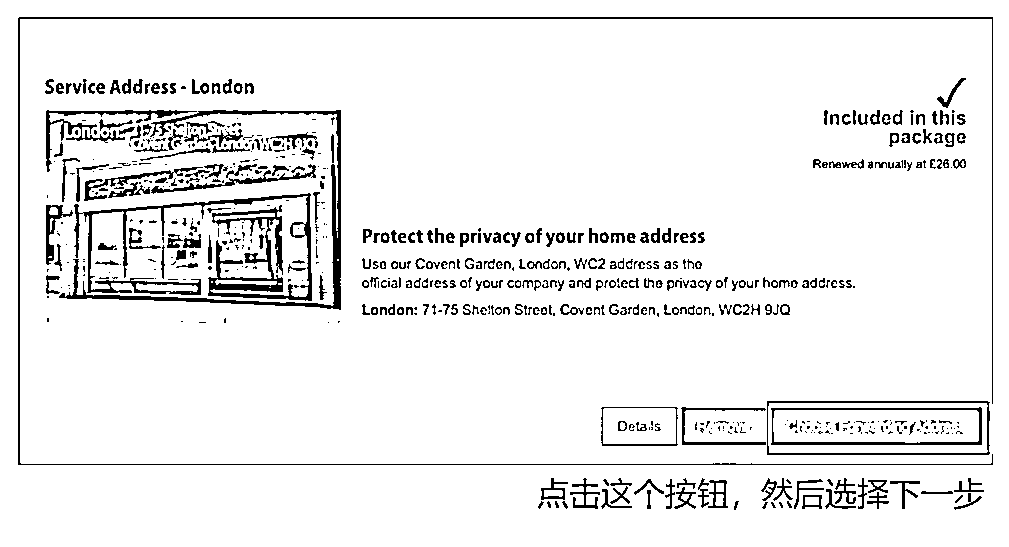 Service Address - London
London: 71-75 Shelton Street
Covent Garden, London WC2H 9JQ
Included in this
package
Renewed annually at £26.00
Protect the privacy of your home address
Use our Covent Garden, London, WC2 address as the
official address of your company and protect the privacy of your home address.
London: 71-75 Shelton Street, Covent Garden, London, WC2H 9JQ
Details
点击这个按钮，然后选择下一步